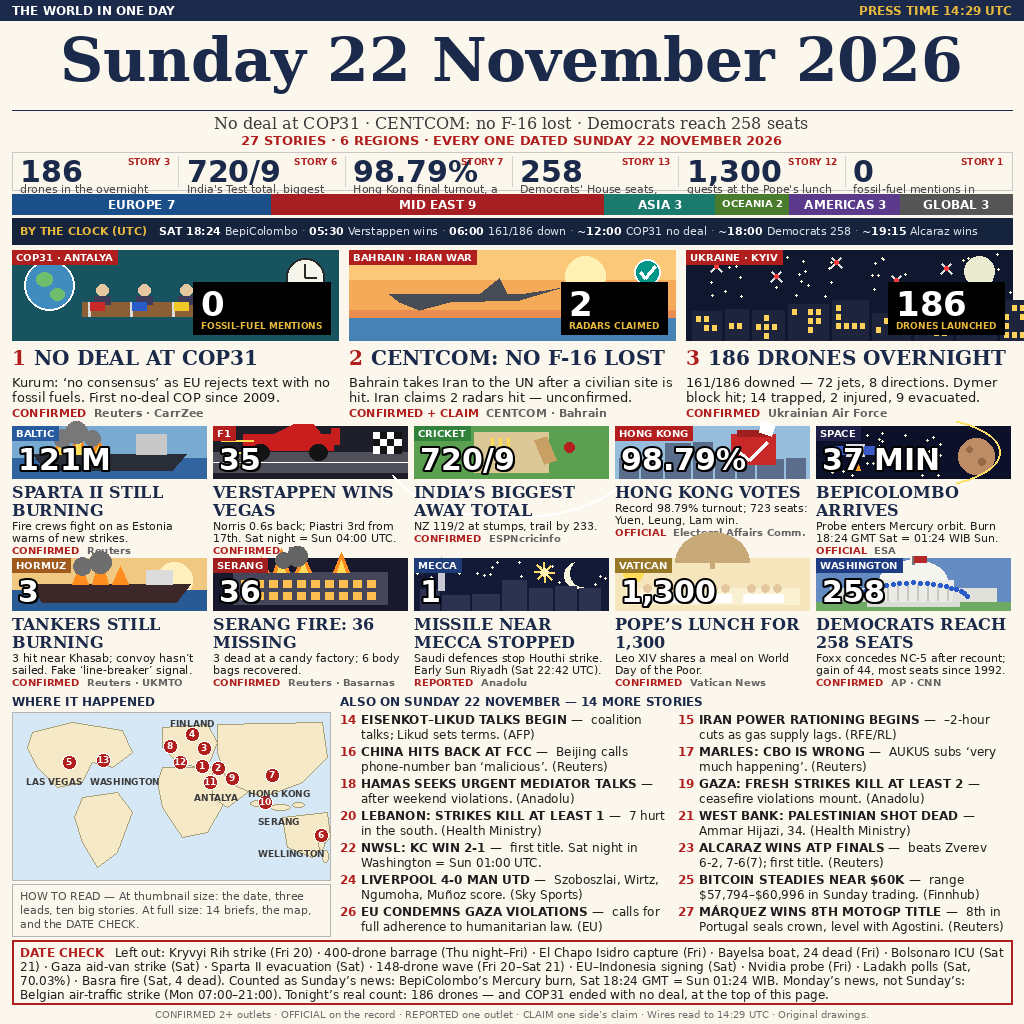 THE WORLD IN ONE DAY
PRESS TIME 14:29 UTC
Sunday 22 November 2026
No deal at COP31 · CENTCOM: no F-16 lost · Democrats reach 258 seats
27 STORIES · 6 REGIONS · EVERY ONE DATED SUNDAY 22 NOVEMBER 2026
186 STORY 3
drones in the overnight
720/9 STORY 6
India's Test total, biggest
98.79% STORY 7
Hong Kong final turnout, a
258 STORY 13
Democrats' House seats,
1,300 STORY 12
guests at the Pope's lunch
0 STORY 1
fossil-fuel mentions in
EUROPE 7
MID EAST 9
ASIA 3
OCEANIA 2
AMERICAS 3
GLOBAL 3
BY THE CLOCK (UTC) SAT 18:24 BepiColombo · 05:30 Verstappen wins · 06:00 161/186 down · ~12:00 COP31 no deal · ~18:00 Democrats 258 · ~19:15 Alcaraz wins
COP31 · ANTALYA
0
FOSSIL-FUEL MENTIONS
1 NO DEAL AT COP31
Kurum: ‘no consensus’ as EU rejects text with no
fossil fuels. First no-deal COP since 2009.
CONFIRMED Reuters · CarrZee
BAHRAIN · IRAN WAR
2
RADARS CLAIMED
2 CENTCOM: NO F-16 LOST
Bahrain takes Iran to the UN after a civilian site is
hit. Iran claims 2 radars hit — unconfirmed.
CONFIRMED + CLAIM CENTCOM · Bahrain
UKRAINE · KYIV
186
DRONES LAUNCHED
3 186 DRONES OVERNIGHT
161/186 downed — 72 jets, 8 directions. Dymer
block hit; 14 trapped, 2 injured, 9 evacuated.
CONFIRMED Ukrainian Air Force
BALTIC
121M
SPARTA II STILL
BURNING
Fire crews fight on as Estonia
warns of new strikes.
CONFIRMED Reuters
F1
35
VERSTAPPEN WINS
VEGAS
Norris 0.6s back; Piastri 3rd from
17th. Sat night = Sun 04:00 UTC.
CONFIRMED
CRICKET
720/9
INDIA’S BIGGEST
AWAY TOTAL
NZ 119/2 at stumps, trail by 233.
CONFIRMED ESPNcricinfo
HONG KONG
98.79%
HONG KONG VOTES
Record 98.79% turnout; 723 seats:
Yuen, Leung, Lam win.
OFFICIAL Electoral Affairs Comm.
SPACE
37 MIN
BEPICOLOMBO
ARRIVES
Probe enters Mercury orbit. Burn
18:24 GMT Sat = 01:24 WIB Sun.
OFFICIAL ESA
HORMUZ
3
TANKERS STILL
BURNING
3 hit near Khasab; convoy hasn’t
sailed. Fake ‘line-breaker’ signal.
CONFIRMED Reuters · UKMTO
SERANG
36
SERANG FIRE: 36
MISSING
3 dead at a candy factory; 6 body
bags recovered.
CONFIRMED Reuters · Basarnas
MECCA
1
MISSILE NEAR
MECCA STOPPED
Saudi defences stop Houthi strike.
Early Sun Riyadh (Sat 22:42 UTC).
REPORTED Anadolu
VATICAN
1,300
POPE’S LUNCH FOR
1,300
Leo XIV shares a meal on World
Day of the Poor.
CONFIRMED Vatican News
WASHINGTON
258
DEMOCRATS REACH
258 SEATS
Foxx concedes NC-5 after recount;
gain of 44, most seats since 1992.
CONFIRMED AP · CNN
WHERE IT HAPPENED
FINLAND
4
8
3
5
13
12
1
2
LAS VEGAS
WASHINGTON
11
9
7
ANTALYA
HONG KONG
10
SERANG
6
WELLINGTON
HOW TO READ — At thumbnail size: the date, three
leads, ten big stories. At full size: 14 briefs, the map,
and the DATE CHECK.
ALSO ON SUNDAY 22 NOVEMBER — 14 MORE STORIES
14 EISENKOT–LIKUD TALKS BEGIN — coalition
talks; Likud sets terms. (AFP)
15 IRAN POWER RATIONING BEGINS — –2-hour
cuts as gas supply lags. (RFE/RL)
16 CHINA HITS BACK AT FCC — Beijing calls
phone-number ban ‘malicious’. (Reuters)
17 MARLES: CBO IS WRONG — AUKUS subs ‘very
much happening’. (Reuters)
18 HAMAS SEEKS URGENT MEDIATOR TALKS —
after weekend violations. (Anadolu)
19 GAZA: FRESH STRIKES KILL AT LEAST 2 —
ceasefire violations mount. (Anadolu)
20 LEBANON: STRIKES KILL AT LEAST 1 — 7 hurt
in the south. (Health Ministry)
21 WEST BANK: PALESTINIAN SHOT DEAD —
Ammar Hijazi, 34. (Health Ministry)
22 NWSL: KC WIN 2-1 — first title. Sat night in
Washington = Sun 01:00 UTC.
23 ALCARAZ WINS ATP FINALS — beats Zverev
6-2, 7-6(7); first title. (Reuters)
24 LIVERPOOL 4-0 MAN UTD — Szoboszlai, Wirtz,
Ngumoha, Muñoz score. (Sky Sports)
25 BITCOIN STEADIES NEAR $60K — range
$57,794–$60,996 in Sunday trading. (Finnhub)
26 EU CONDEMNS GAZA VIOLATIONS — calls for
full adherence to humanitarian law. (EU)
27 MÁRQUEZ WINS 8TH MOTOGP TITLE — 8th in
Portugal seals crown, level with Agostini. (Reuters)
DATE CHECK Left out: Kryvyi Rih strike (Fri 20) · 400-drone barrage (Thu night–Fri) · El Chapo Isidro capture (Fri) · Bayelsa boat, 24 dead (Fri) · Bolsonaro ICU (Sat
21) · Gaza aid-van strike (Sat) · Sparta II evacuation (Sat) · 148-drone wave (Fri 20–Sat 21) · EU–Indonesia signing (Sat) · Nvidia probe (Fri) · Ladakh polls (Sat,
70.03%) · Basra fire (Sat, 4 dead). Counted as Sunday’s news: BepiColombo’s Mercury burn, Sat 18:24 GMT = Sun 01:24 WIB. Monday’s news, not Sunday’s:
Belgian air-traffic strike (Mon 07:00–21:00). Tonight’s real count: 186 drones — and COP31 ended with no deal, at the top of this page.
CONFIRMED 2+ outlets · OFFICIAL on the record · REPORTED one outlet · CLAIM one side’s claim · Wires read to 14:29 UTC · Original drawings.